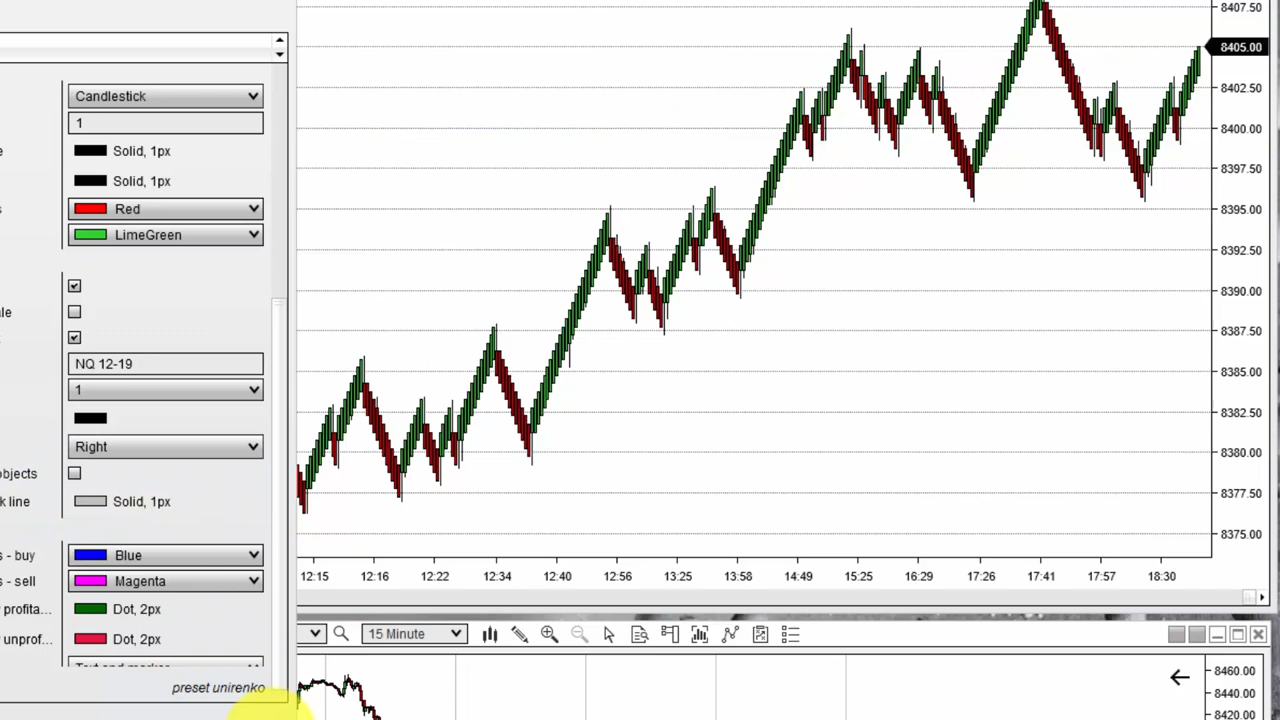 Candlestick
1
e
Solid, 1px
Solid, 1px
s
Red
LimeGreen
le
NQ 12-19
1
Right
objects
k line
Solid, 1px
s - buy
Blue
s - sell
Magenta
profita...
Dot, 2px
unprof...
Dot, 2px
Text and marker
preset unirenko
8407.50
8405.00
8402.50
8400.00
8397.50
8395.00
8392.50
8390.00
8387.50
8385.00
8382.50
8380.00
8377.50
8375.00
12:15 12:16 12:22 12:34 12:40 12:56 13:25 13:58 14:49 15:25 16:29 17:26 17:41 17:57 18:30
15 Minute
8460.00
8440.00
8420.00